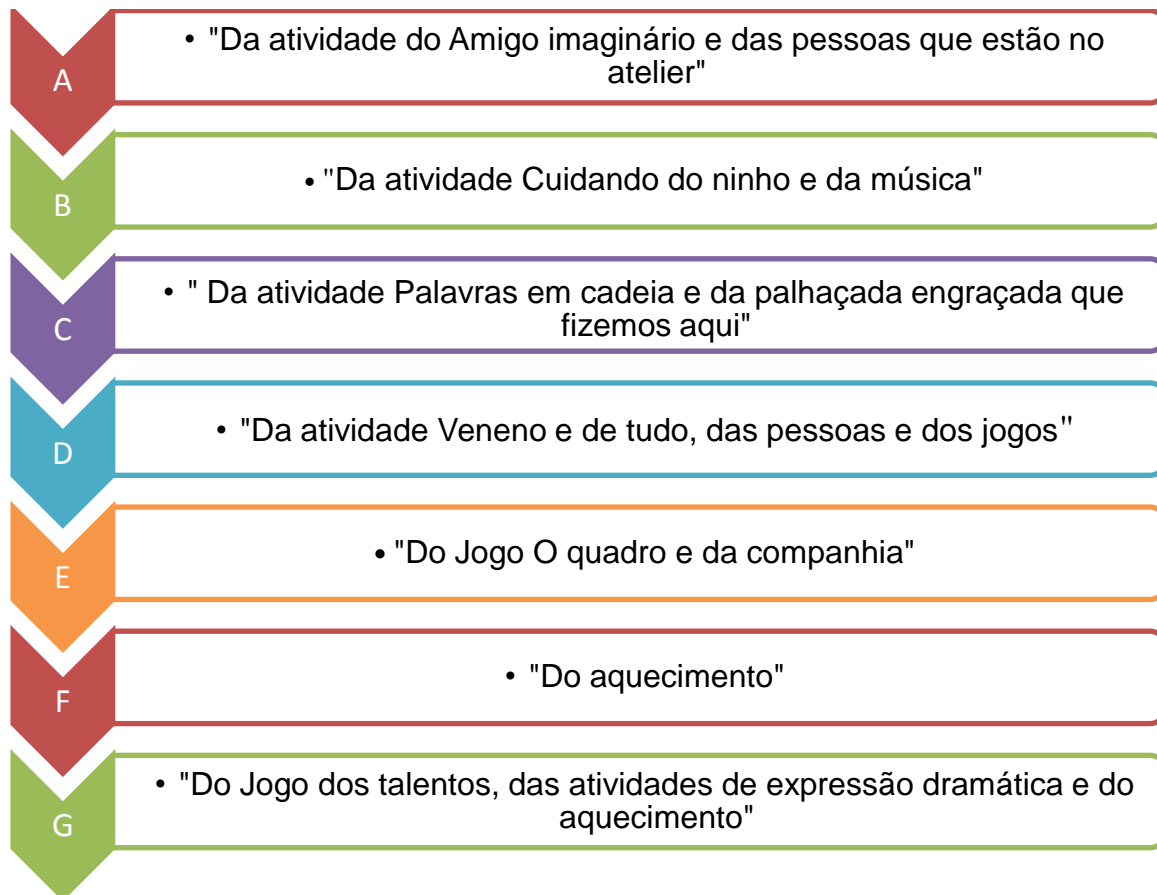 A
• "Da atividade do Amigo imaginário e das pessoas que estão no
atelier"
B
• "Da atividade Cuidando do ninho e da música"
C
• " Da atividade Palavras em cadeia e da palhaçada engraçada que
fizemos aqui"
D
• "Da atividade Veneno e de tudo, das pessoas e dos jogos"
E
• "Do Jogo O quadro e da companhia"
F
• "Do aquecimento"
G
• "Do Jogo dos talentos, das atividades de expressão dramática e do
aquecimento"